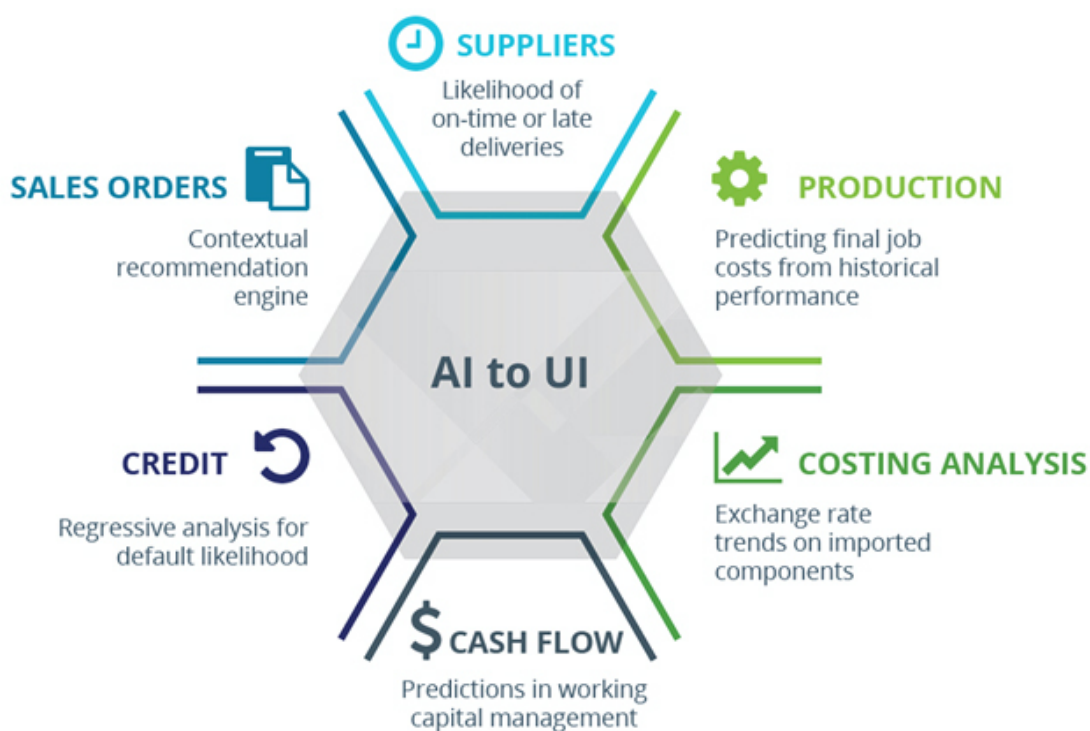 SUPPLIERS
Likelihood of
on-time or late
deliveries
SALES ORDERS
Contextual
recommendation
engine
PRODUCTION
Predicting final job
costs from historical
performance
AI to UI
CREDIT
Regressive analysis for
default likelihood
COSTING ANALYSIS
Exchange rate
trends on imported
components
$ CASH FLOW
Predictions in working
capital management